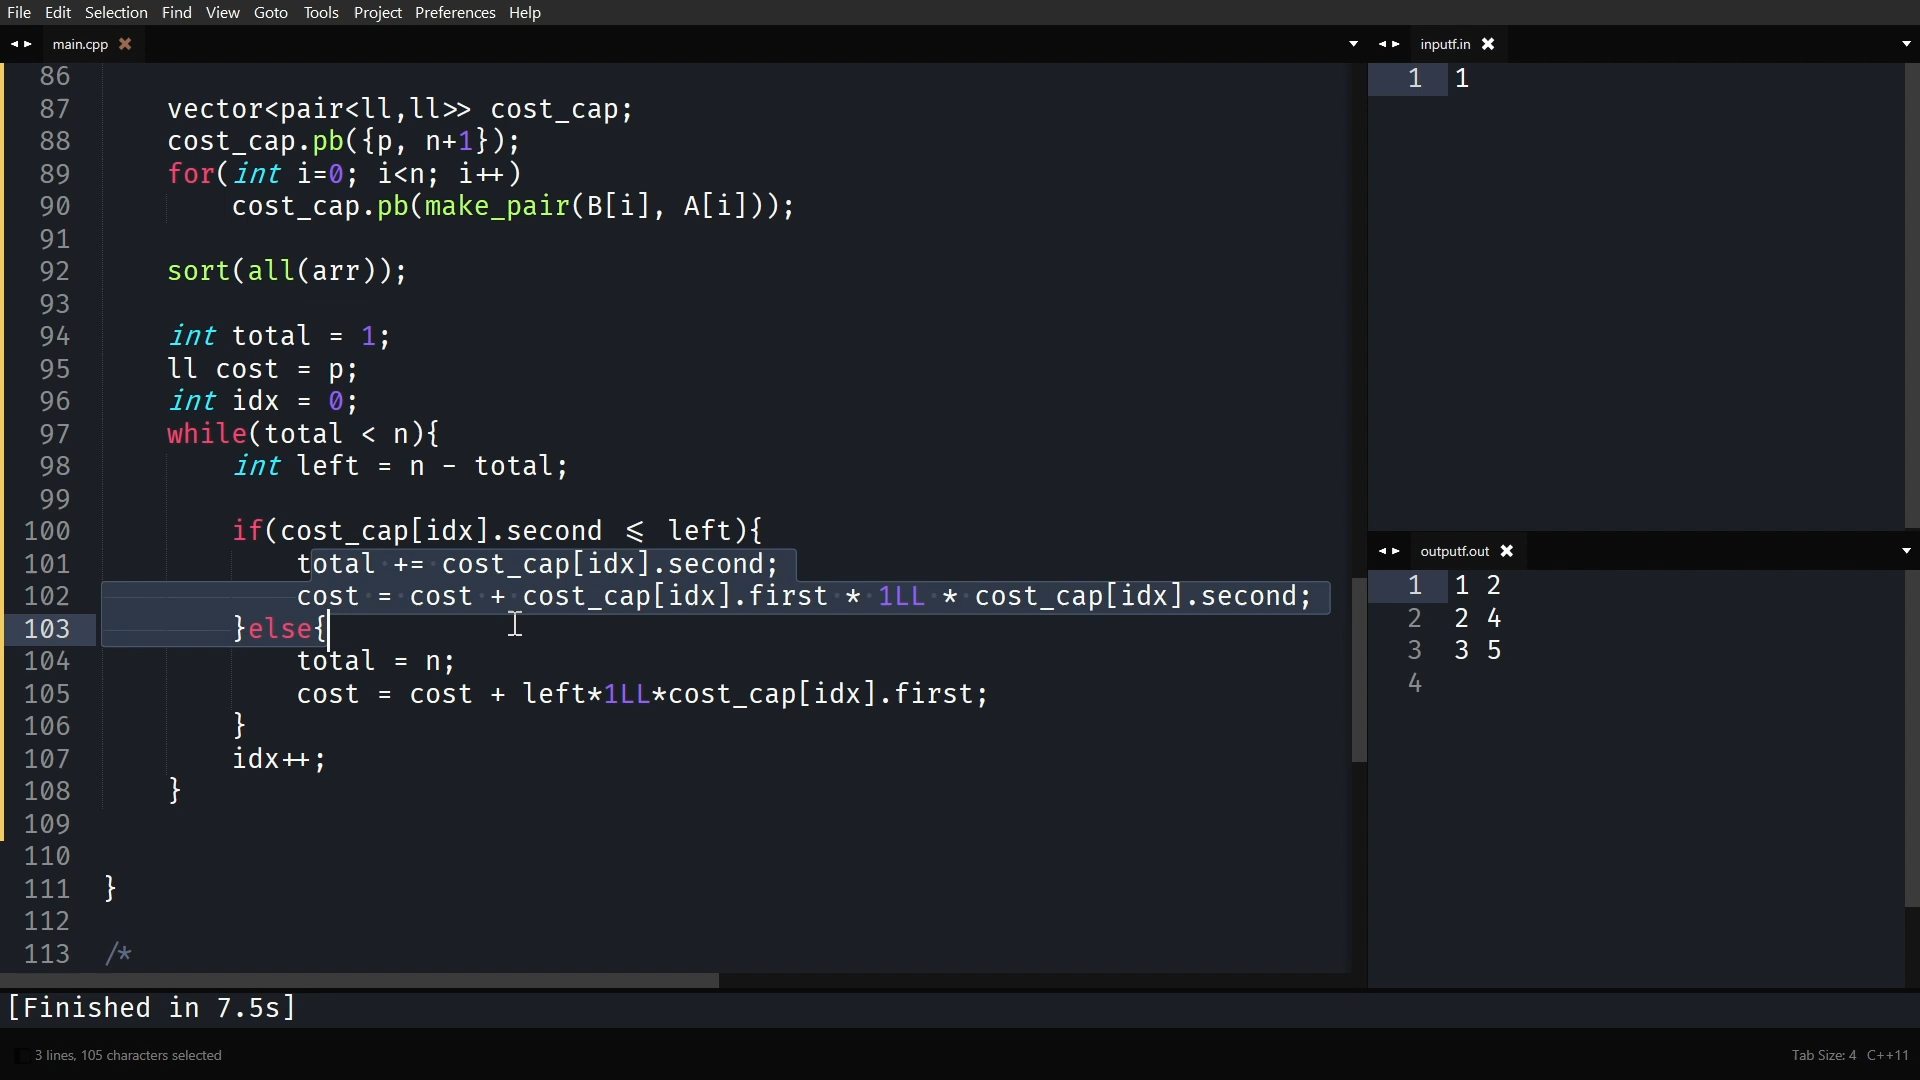 File Edit Selection Find View Goto Tools Project Preferences Help
main.cpp
86
87 vector<pair<ll,ll>> cost_cap;
88 cost_cap.pb({p, n+1});
89 for(int i=0; i<n; i++)
90 cost_cap.pb(make_pair(B[i], A[i]));
91
92 sort(all(arr));
93
94 int total = 1;
95 ll cost = p;
96 int idx = 0;
97 while(total < n){
98 int left = n - total;
99
100 if(cost_cap[idx].second <= left){
101 total += cost_cap[idx].second;
102 cost = cost + cost_cap[idx].first * 1LL * cost_cap[idx].second;
103 }else{
104 total = n;
105 cost = cost + left*1LL*cost_cap[idx].first;
106 }
107 idx++;
108 }
109
110
111 }
112
113 /*
inputf.in
1 1
outputf.out
1 1 2
2 2 4
3 3 5
4
[Finished in 7.5s]
3 lines, 105 characters selected
Tab Size: 4 C++11